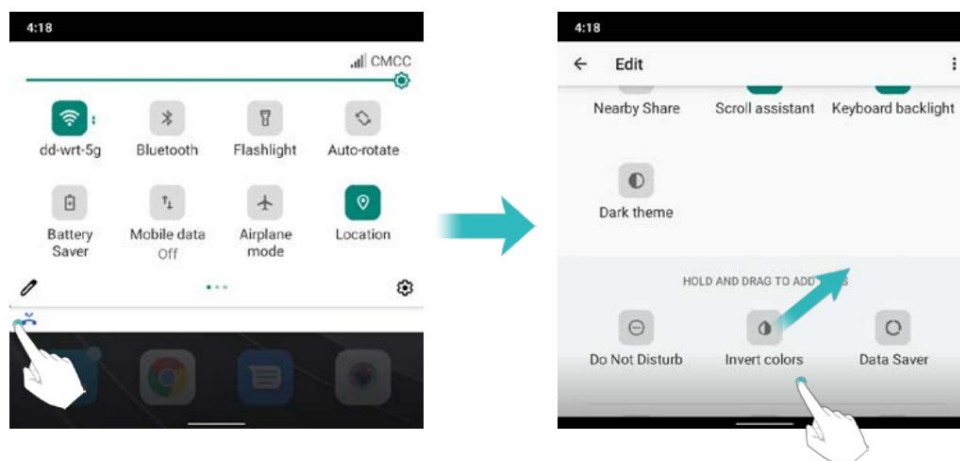 4:18
CMCC
dd-wrt-5g
Bluetooth
Flashlight
Auto-rotate
Battery
Saver
Mobile data
Off
Airplane
mode
Location
4:18
Edit
Nearby Share
Scroll assistant
Keyboard backlight
Dark theme
HOLD AND DRAG TO ADD
Do Not Disturb
Invert colors
Data Saver